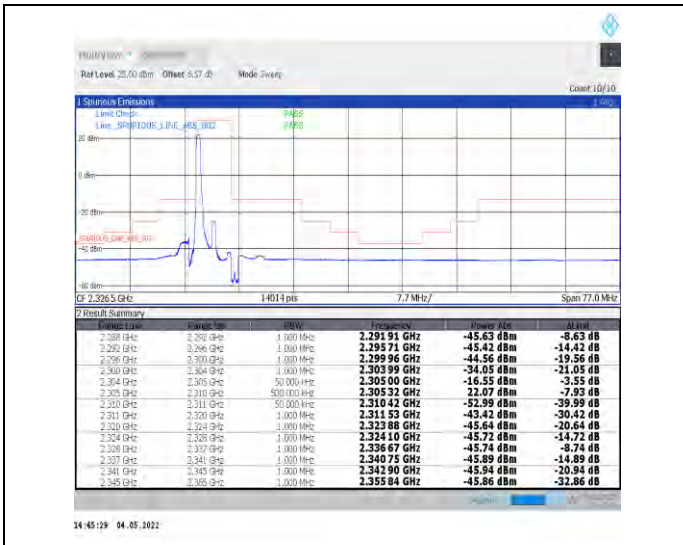 MultiView
Ref Level 25.00 dBm Offset 6.57 dB Mode Sweep
Count 10/10
1 Spurious Emissions
Limit Check PASS
Line _SPURIOUS_LINE_ABS_002 PASS
20 dBm
0 dBm
-20 dBm
-40 dBm
-60 dBm
CF 2.3265 GHz 14014 pts 7.7 MHz/ Span 77.0 MHz
2 Result Summary
Range Low Range Up RBW Frequency Power Abs ΔLimit
2.288 GHz 2.292 GHz 1.000 MHz 2.291 91 GHz -45.63 dBm -8.63 dB
2.292 GHz 2.296 GHz 1.000 MHz 2.295 71 GHz -45.42 dBm -14.42 dB
2.296 GHz 2.300 GHz 1.000 MHz 2.299 96 GHz -44.56 dBm -19.56 dB
2.300 GHz 2.304 GHz 1.000 MHz 2.303 99 GHz -34.05 dBm -21.05 dB
2.304 GHz 2.305 GHz 50.000 kHz 2.305 00 GHz -16.55 dBm -3.55 dB
2.305 GHz 2.310 GHz 500.000 kHz 2.305 32 GHz 22.07 dBm -7.93 dB
2.310 GHz 2.311 GHz 50.000 kHz 2.310 42 GHz -52.99 dBm -39.99 dB
2.311 GHz 2.320 GHz 1.000 MHz 2.311 53 GHz -43.42 dBm -30.42 dB
2.320 GHz 2.324 GHz 1.000 MHz 2.323 88 GHz -45.64 dBm -20.64 dB
2.324 GHz 2.328 GHz 1.000 MHz 2.324 10 GHz -45.72 dBm -14.72 dB
2.328 GHz 2.337 GHz 1.000 MHz 2.336 67 GHz -45.74 dBm -8.74 dB
2.337 GHz 2.341 GHz 1.000 MHz 2.340 75 GHz -45.89 dBm -14.89 dB
2.341 GHz 2.345 GHz 1.000 MHz 2.342 90 GHz -45.94 dBm -20.94 dB
2.345 GHz 2.365 GHz 1.000 MHz 2.355 84 GHz -45.86 dBm -32.86 dB
14:45:29 04.05.2022